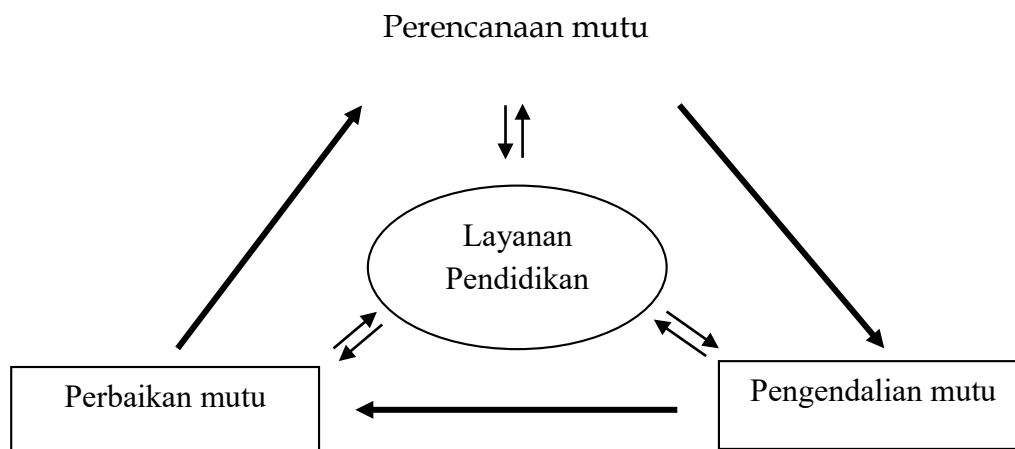 Perencanaan mutu
Layanan
Pendidikan
Perbaikan mutu
Pengendalian mutu